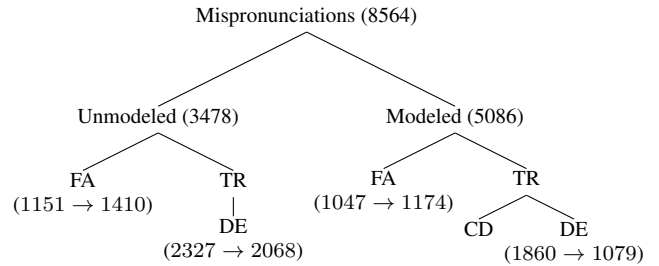 Mispronunciations (8564)
Unmodeled (3478) Modeled (5086)
FA TR FA TR
(1151 → 1410) (1047 → 1174)
DE CD DE
(2327 → 2068) (1860 → 1079)